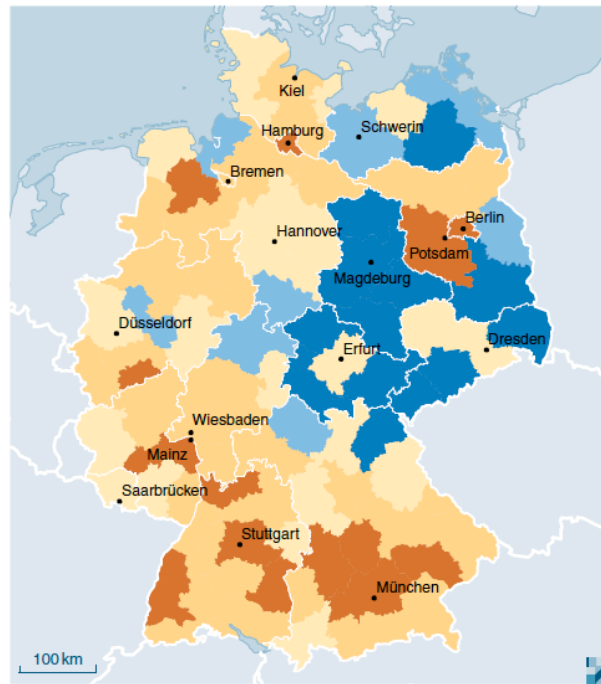 Kiel
Hamburg
Schwerin
Bremen
Berlin
Hannover
Potsdam
Magdeburg
Düsseldorf
Erfurt
Dresden
Wiesbaden
Mainz
Saarbrücken
Stuttgart
München
100 km